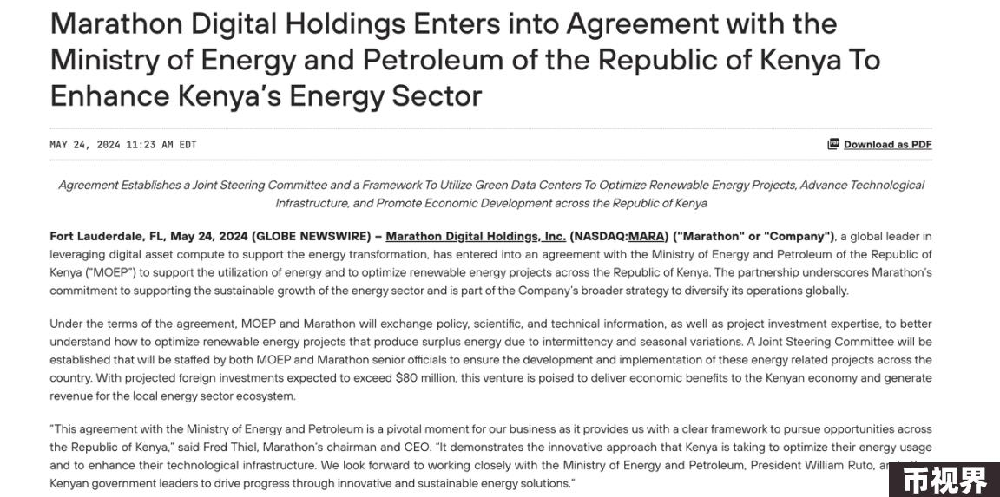 Marathon Digital Holdings Enters into Agreement with the
Ministry of Energy and Petroleum of the Republic of Kenya To
Enhance Kenya's Energy Sector
MAY 24, 2024 11:23 AM EDT
Download as PDF
Agreement Establishes a Joint Steering Committee and a Framework To Utilize Green Data Centers To Optimize Renewable Energy Projects, Advance Technological
Infrastructure, and Promote Economic Development across the Republic of Kenya
Fort Lauderdale, FL, May 24, 2024 (GLOBE NEWSWIRE) – Marathon Digital Holdings, Inc. (NASDAQ:MARA) ("Marathon" or "Company"), a global leader in
leveraging digital asset compute to support the energy transformation, has entered into an agreement with the Ministry of Energy and Petroleum of the Republic of
Kenya ("MOEP") to support the utilization of energy and to optimize renewable energy projects across the Republic of Kenya. The partnership underscores Marathon's
commitment to supporting the sustainable growth of the energy sector and is part of the Company's broader strategy to diversify its operations globally.
Under the terms of the agreement, MOEP and Marathon will exchange policy, scientific, and technical information, as well as project investment expertise, to better
understand how to optimize renewable energy projects that produce surplus energy due to intermittency and seasonal variations. A Joint Steering Committee will be
established that will be staffed by both MOEP and Marathon senior officials to ensure the development and implementation of these energy related projects across the
country. With projected foreign investments expected to exceed $80 million, this venture is poised to deliver economic benefits to the Kenyan economy and generate
revenue for the local energy sector ecosystem.
"This agreement with the Ministry of Energy and Petroleum is a pivotal moment for our business as it provides us with a clear framework to pursue opportunities across
the Republic of Kenya," said Fred Thiel, Marathon's chairman and CEO. "It demonstrates the innovative approach that Kenya is taking to optimize their energy usage
and to enhance their technological infrastructure. We look forward to working closely with the Ministry of Energy and Petroleum, President William Ruto,
Kenyan government leaders to drive progress through innovative and sustainable energy solutions."
币视界